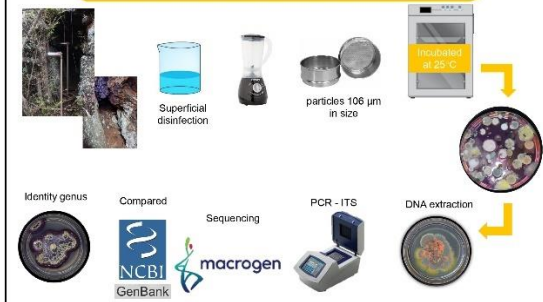 Superficial
disinfection
particles 106 µm
in size
Incubated
at 25°C
Identity genus
Compared
NCBI
GenBank
Sequencing
macrogen
PCR - ITS
DNA extraction